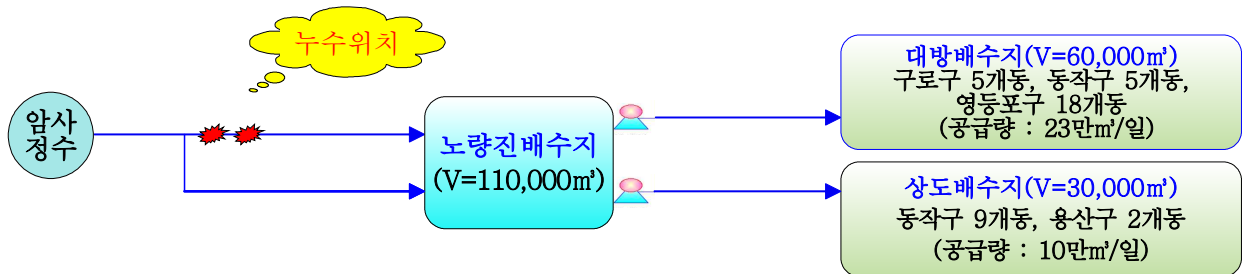 누수위치
암사
정수
노량진배수지
(V=110,000㎥)
대방배수지(V=60,000㎥)
구로구 5개동, 동작구 5개동,
영등포구 18개동
(공급량 : 23만㎥/일)
상도배수지(V=30,000㎥)
동작구 9개동, 용산구 2개동
(공급량 : 10만㎥/일)